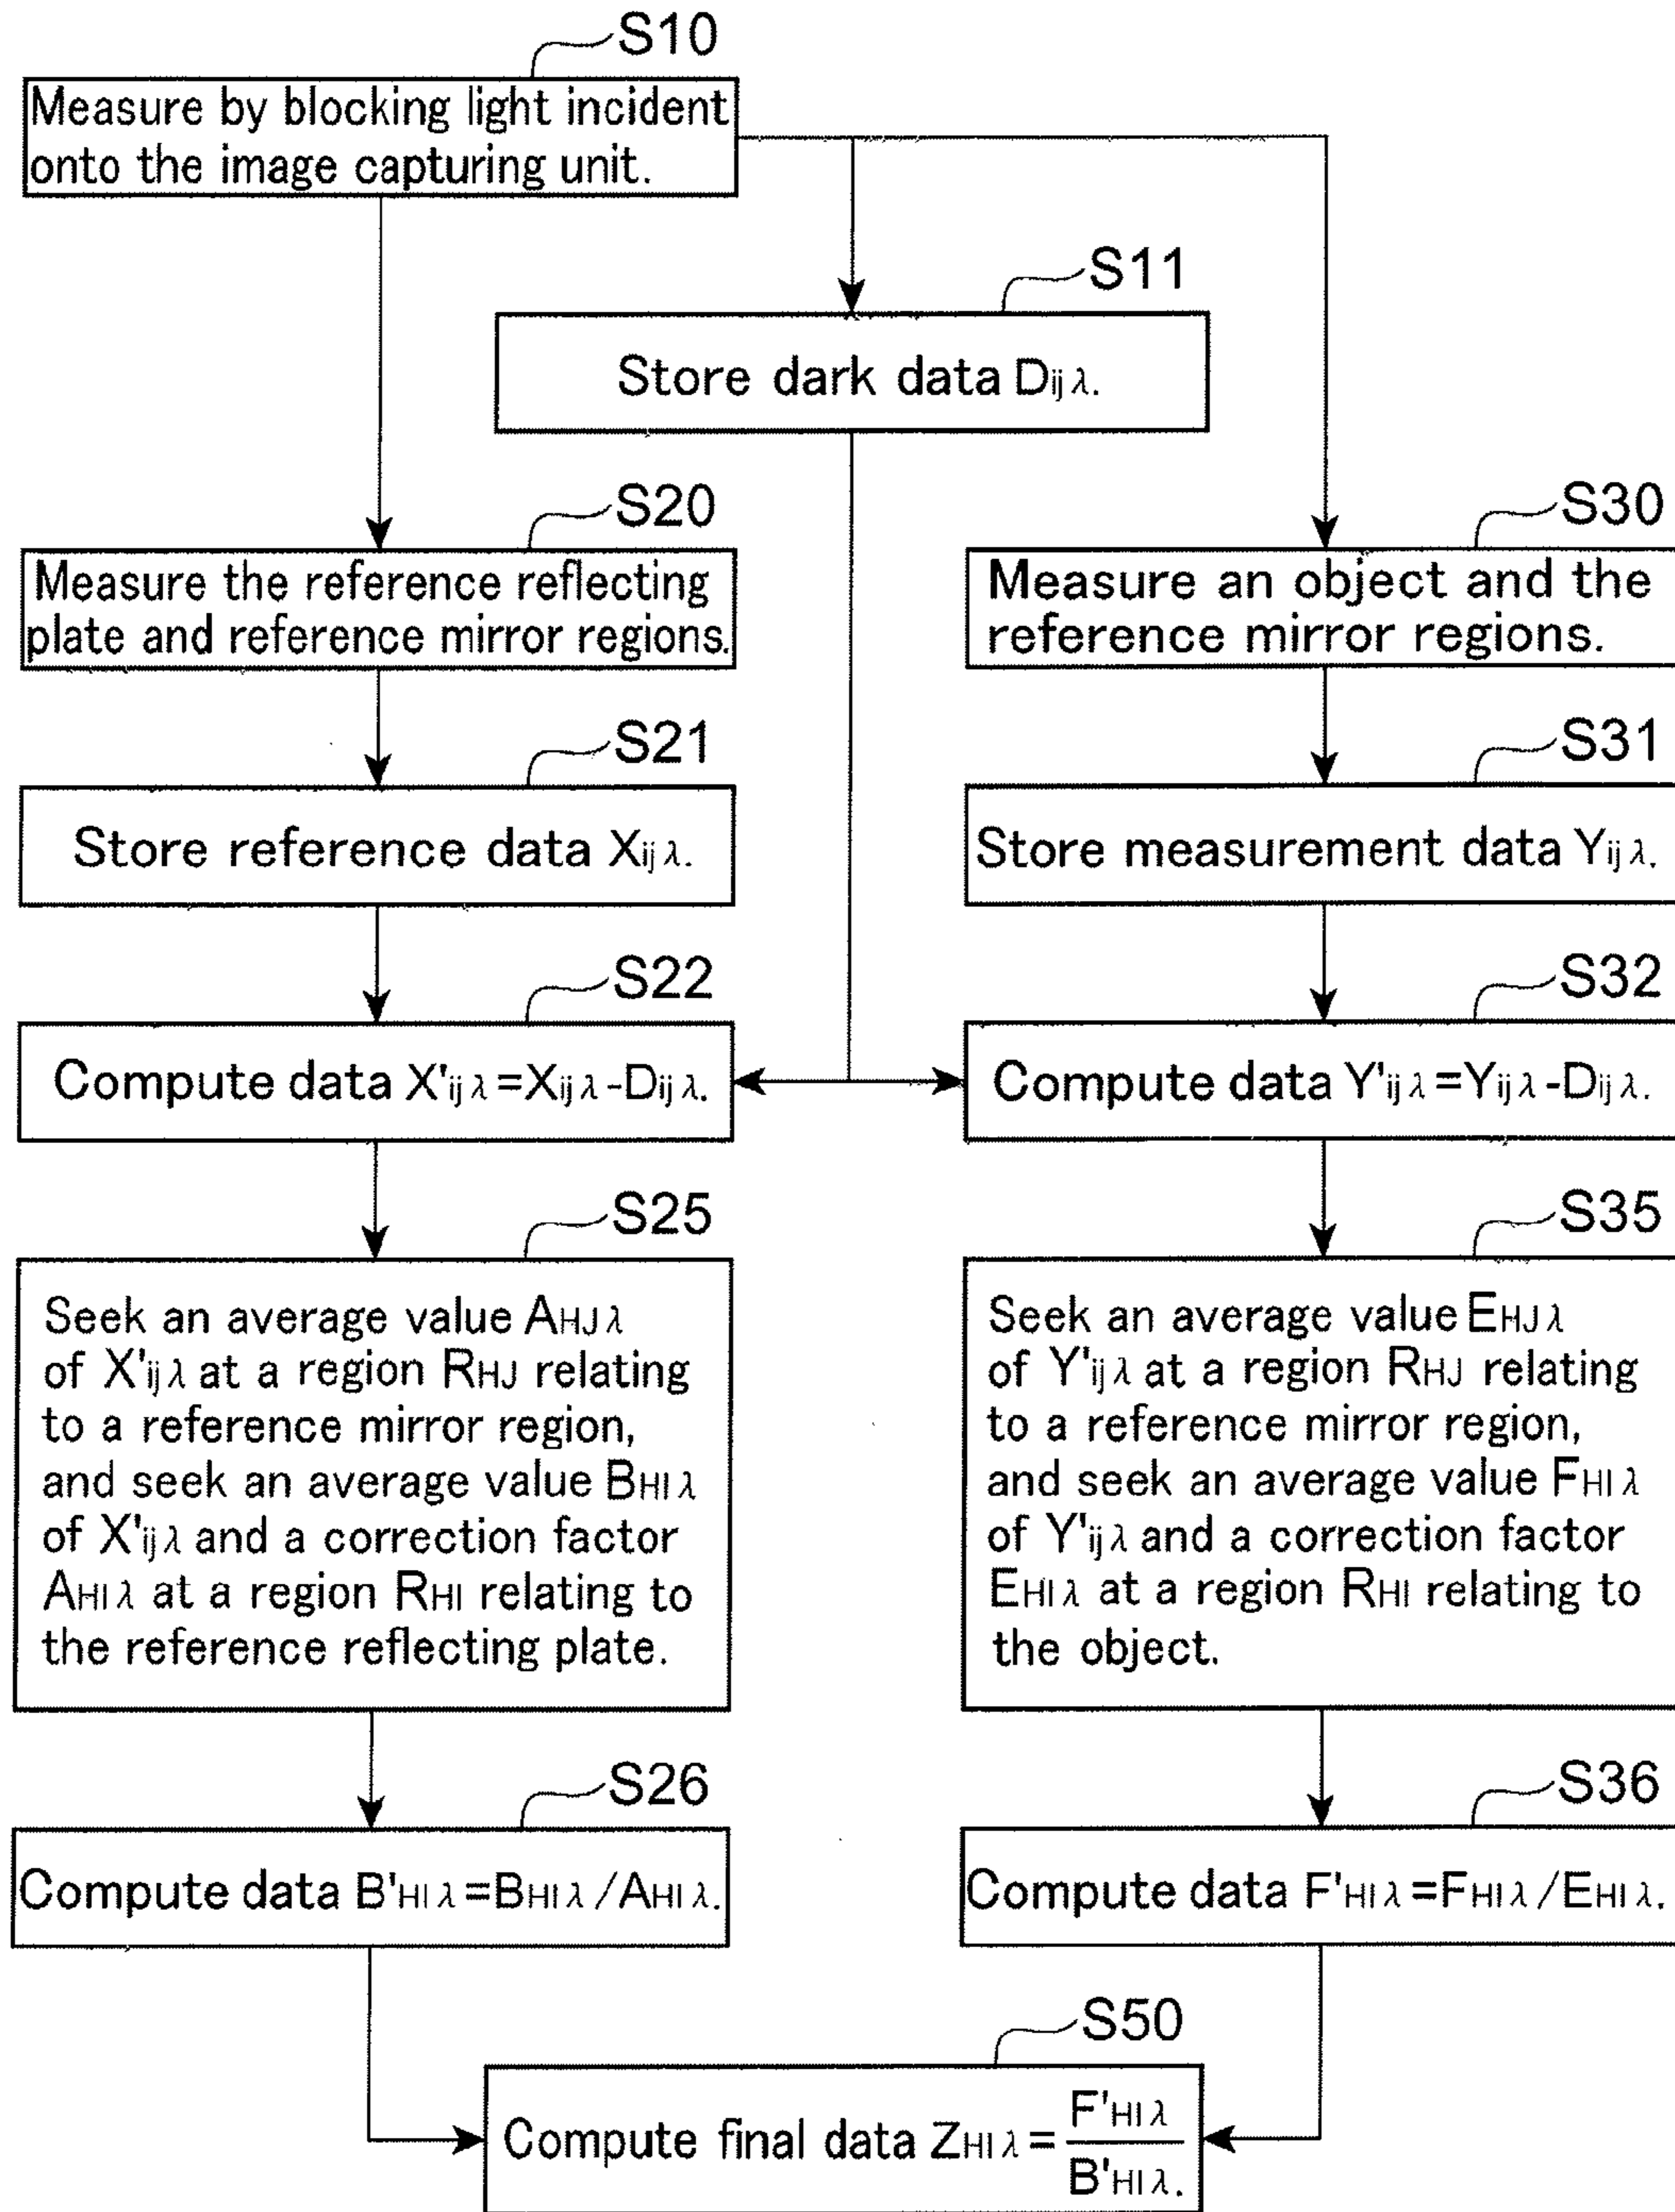 S10
Measure by blocking light incident
onto the image capturing unit.
S11
Store dark data Dijλ.
S20
Measure the reference reflecting
plate and reference mirror regions.
S30
Measure an object and the
reference mirror regions.
S21
Store reference data Xijλ.
S31
Store measurement data Yijλ.
S22
Compute data X'ijλ=Xijλ-Dijλ.
S32
Compute data Y'ijλ=Yijλ-Dijλ.
S25
Seek an average value AHJλ
of X'ijλ at a region RHJ relating
to a reference mirror region,
and seek an average value BHIλ
of X'ijλ and a correction factor
AHIλ at a region RHI relating to
the reference reflecting plate.
S35
Seek an average value EHJλ
of Y'ijλ at a region RHJ relating
to a reference mirror region,
and seek an average value FHIλ
of Y'ijλ and a correction factor
EHIλ at a region RHI relating to
the object.
S26
Compute data B'HIλ=BHIλ/AHIλ.
S36
Compute data F'HIλ=FHIλ/EHIλ.
S50
Compute final data ZHIλ=F'HIλ
B'HIλ.